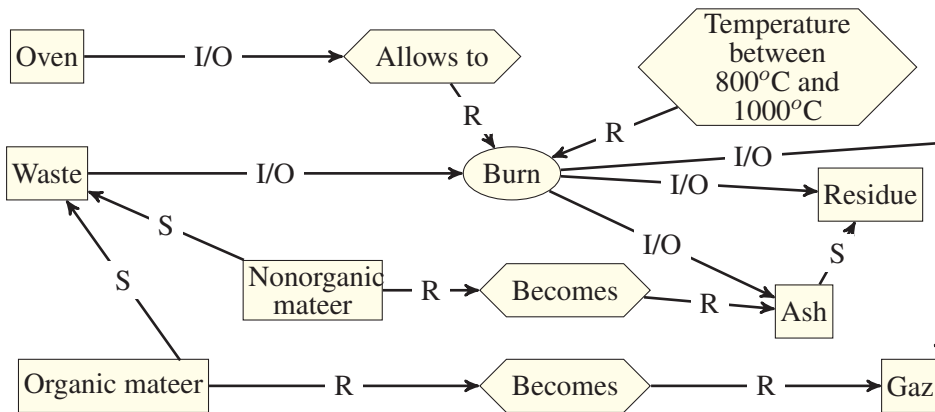 Temperature
between
800°C and
1000°C
Oven
I/O
Allows to
R
R
Waste
I/O
Burn
I/O
I/O
Residue
S
I/O
S
S
Nonorganic
mateer
R
Becomes
R
Ash
Organic mateer
R
Becomes
R
Gaz